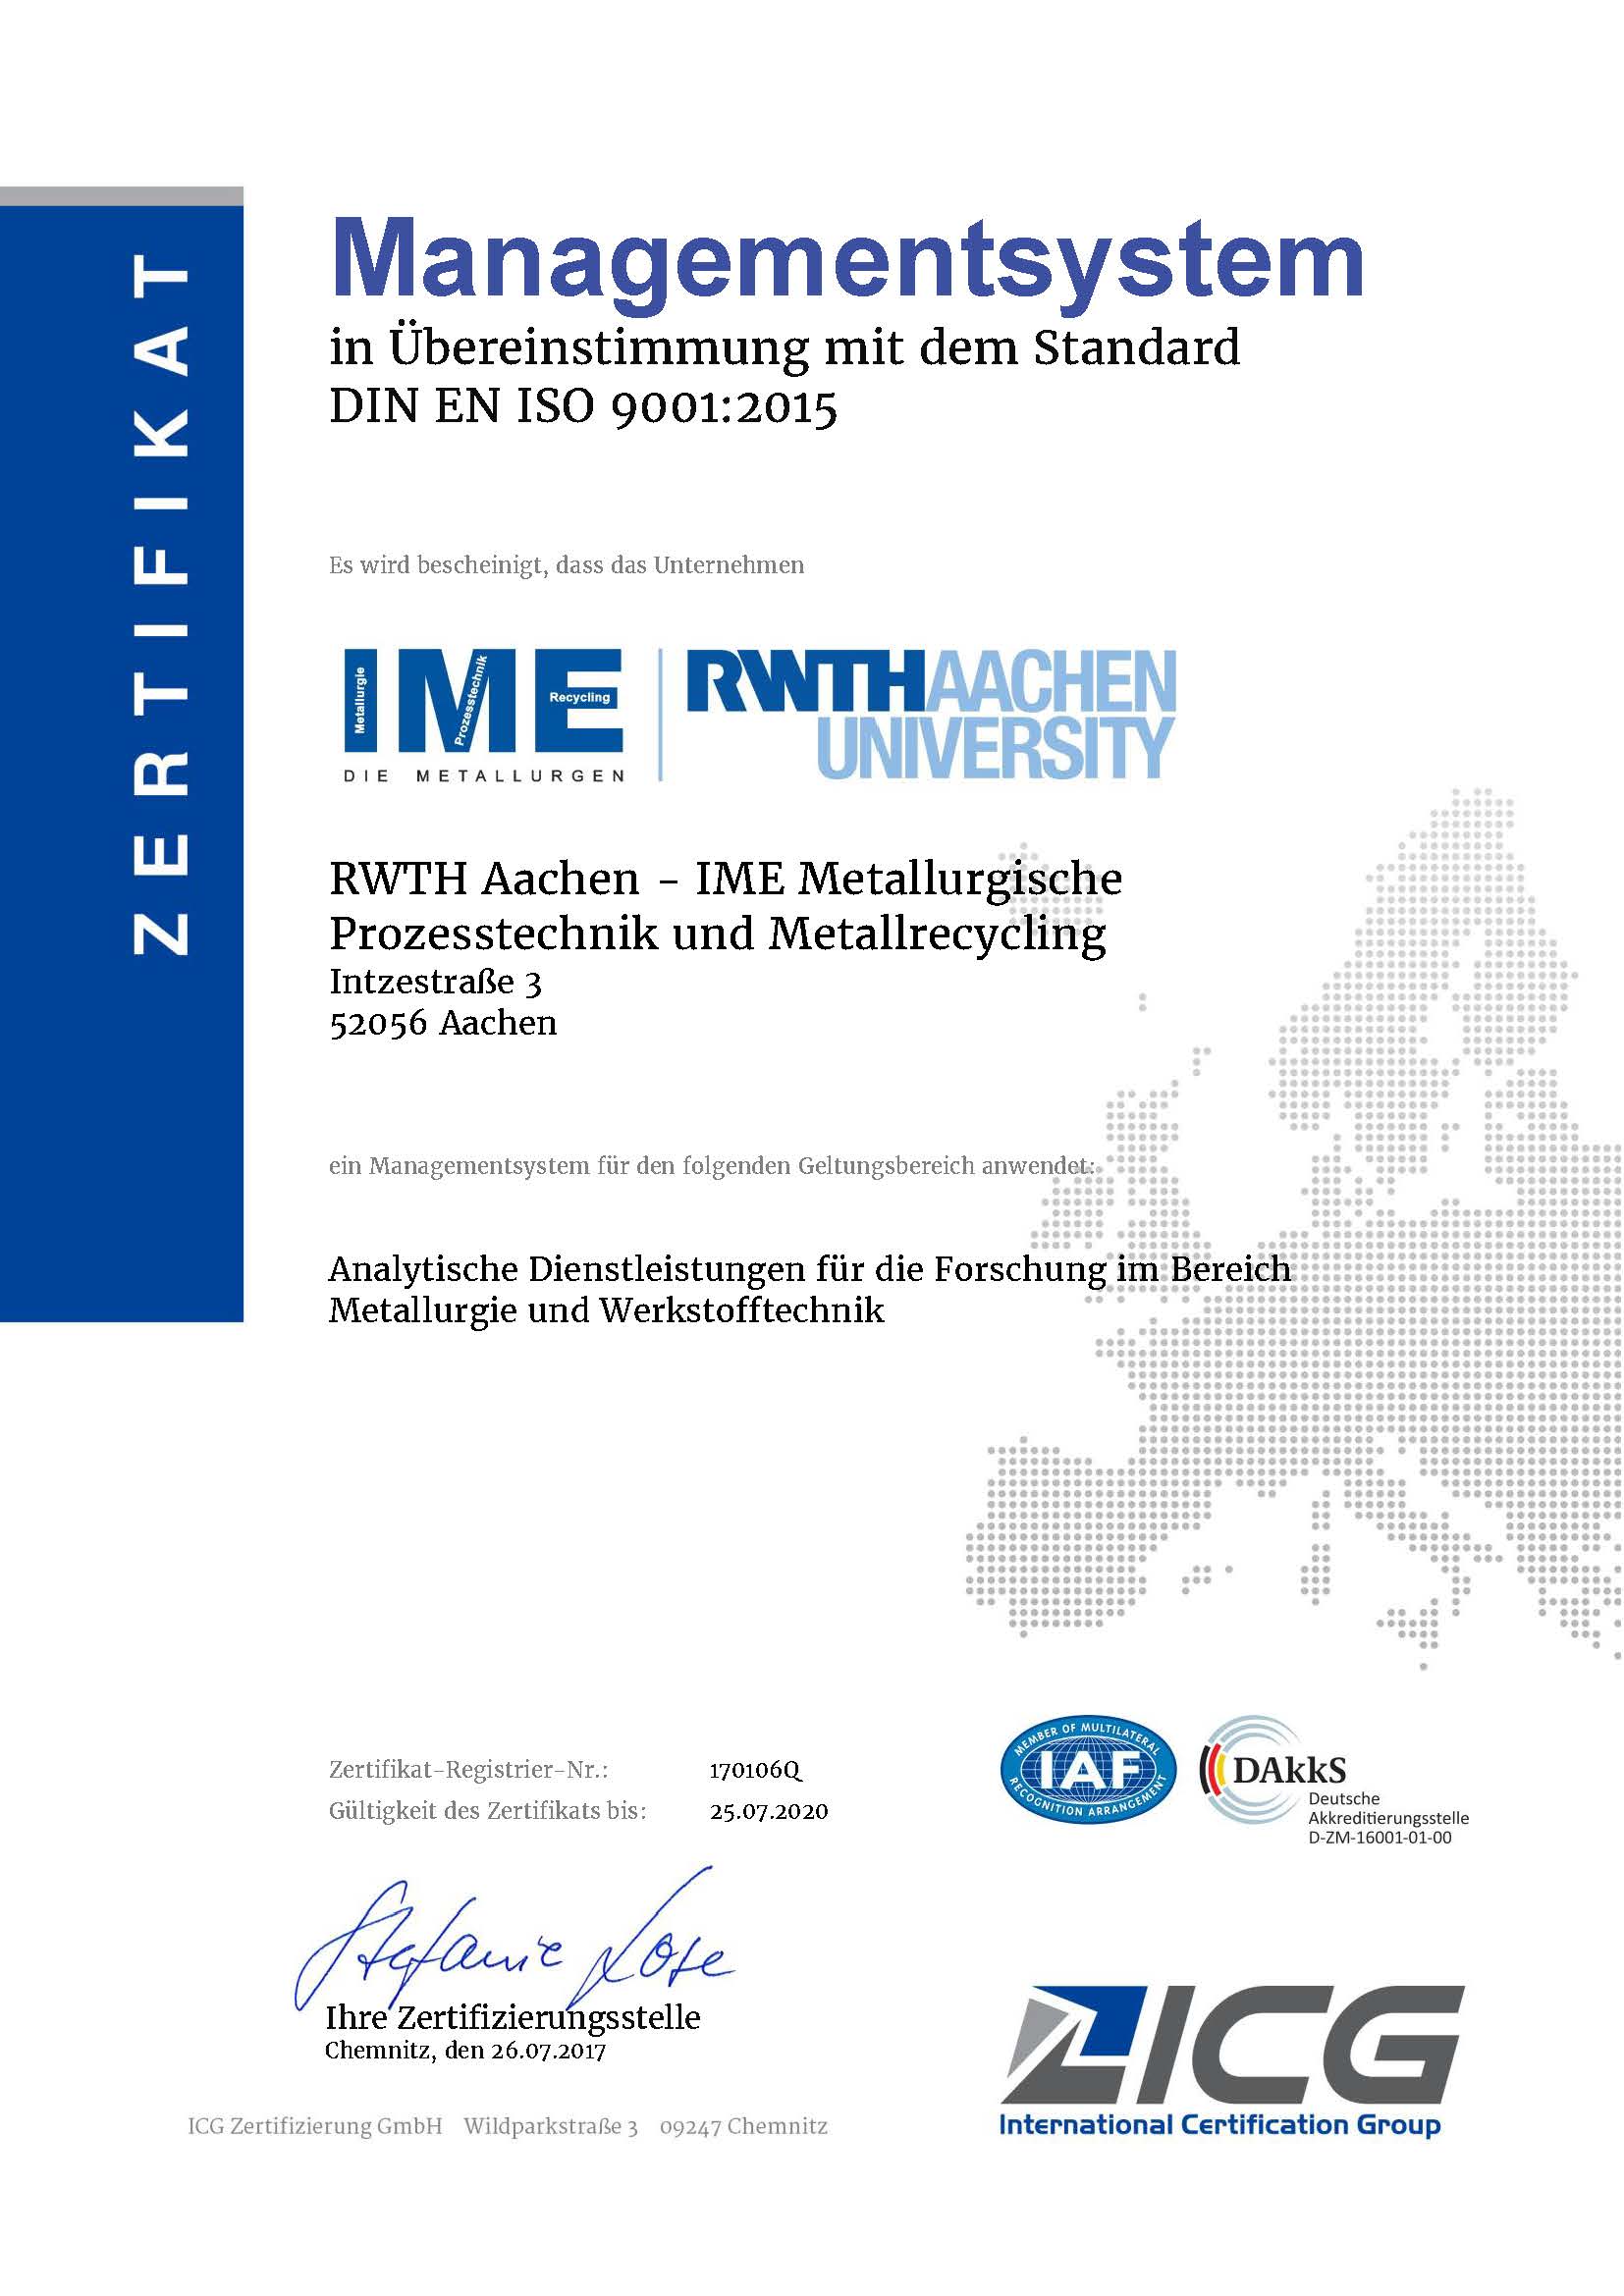 ZERTIFIKAT
Managementsystem
in Übereinstimmung mit dem Standard
DIN EN ISO 9001:2015
Es wird bescheinigt, dass das Unternehmen
Metallurgie
Prozesstechnik
Recycling
IME
DIE METALLURGEN
RWTHAACHEN
UNIVERSITY
RWTH Aachen - IME Metallurgische
Prozesstechnik und Metallrecycling
Intzestraße 3
52056 Aachen
ein Managementsystem für den folgenden Geltungsbereich anwendet:
Analytische Dienstleistungen für die Forschung im Bereich
Metallurgie und Werkstofftechnik
Zertifikat-Registrier-Nr.: 170106Q
Gültigkeit des Zertifikats bis: 25.07.2020
MEMBER OF MULTILATERAL
IAF
RECOGNITION ARRANGEMENT
DAkkS
Deutsche
Akkreditierungsstelle
D-ZM-16001-01-00
Stefanie Lose
Ihre Zertifizierungsstelle
Chemnitz, den 26.07.2017
ICG Zertifizierung GmbH Wildparkstraße 3 09247 Chemnitz
ICG
International Certification Group